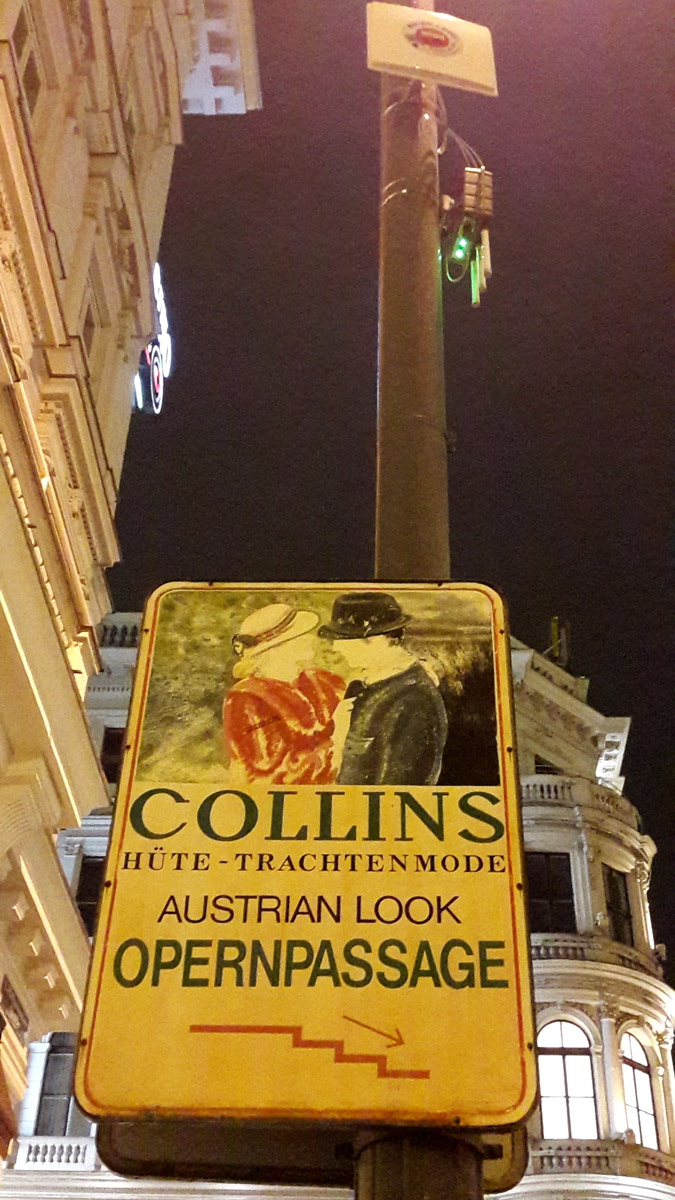 COLLINS
HÜTE-TRACHTENMODE
AUSTRIAN LOOK
OPERNPASSAGE